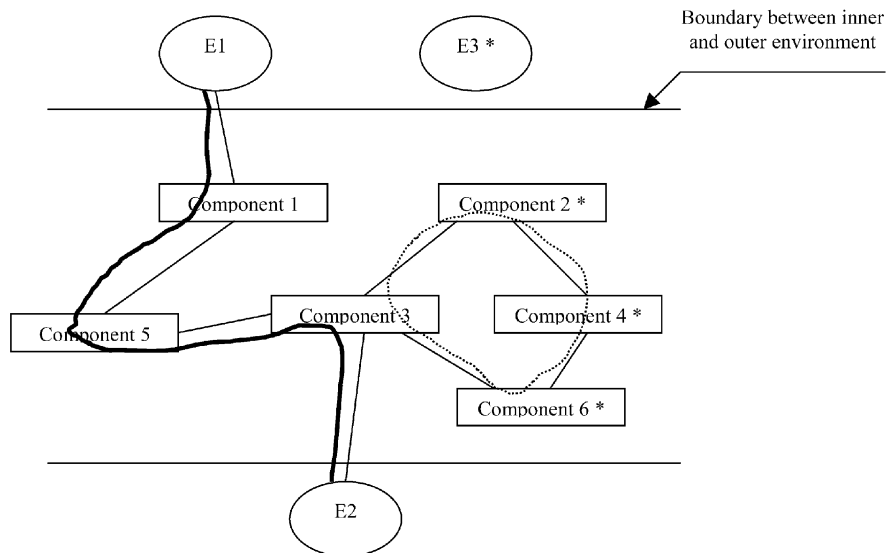 Boundary between inner
and outer environment
E1
E3 *
Component 1
Component 2 *
Component 5
Component 3
Component 4 *
Component 6 *
E2